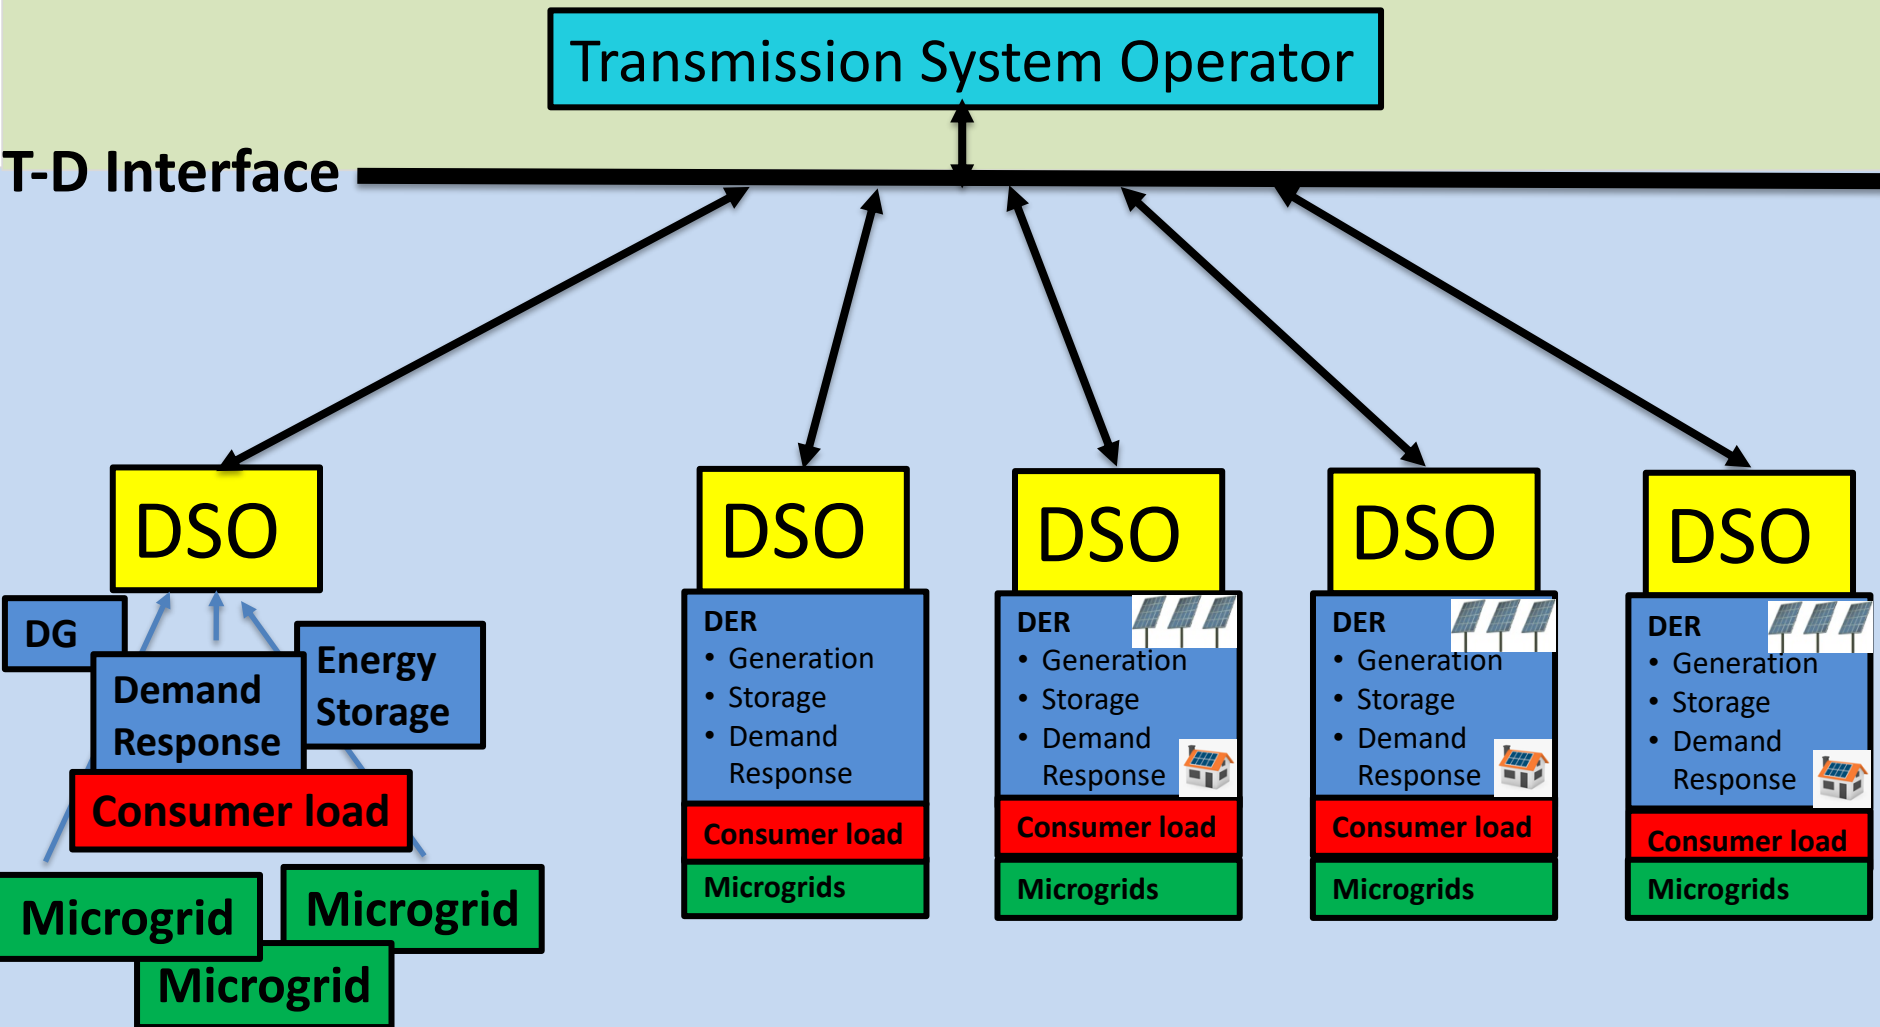 Transmission System Operator
T-D Interface
DSO
DG
Demand
Response
Energy
Storage
Consumer load
Microgrid
Microgrid
Microgrid
DSO
DER
• Generation
• Storage
• Demand
Response
Consumer load
Microgrids
DSO
DER
• Generation
• Storage
• Demand
Response
Consumer load
Microgrids
DSO
DER
• Generation
• Storage
• Demand
Response
Consumer load
Microgrids
DSO
DER
• Generation
• Storage
• Demand
Response
Consumer load
Microgrids